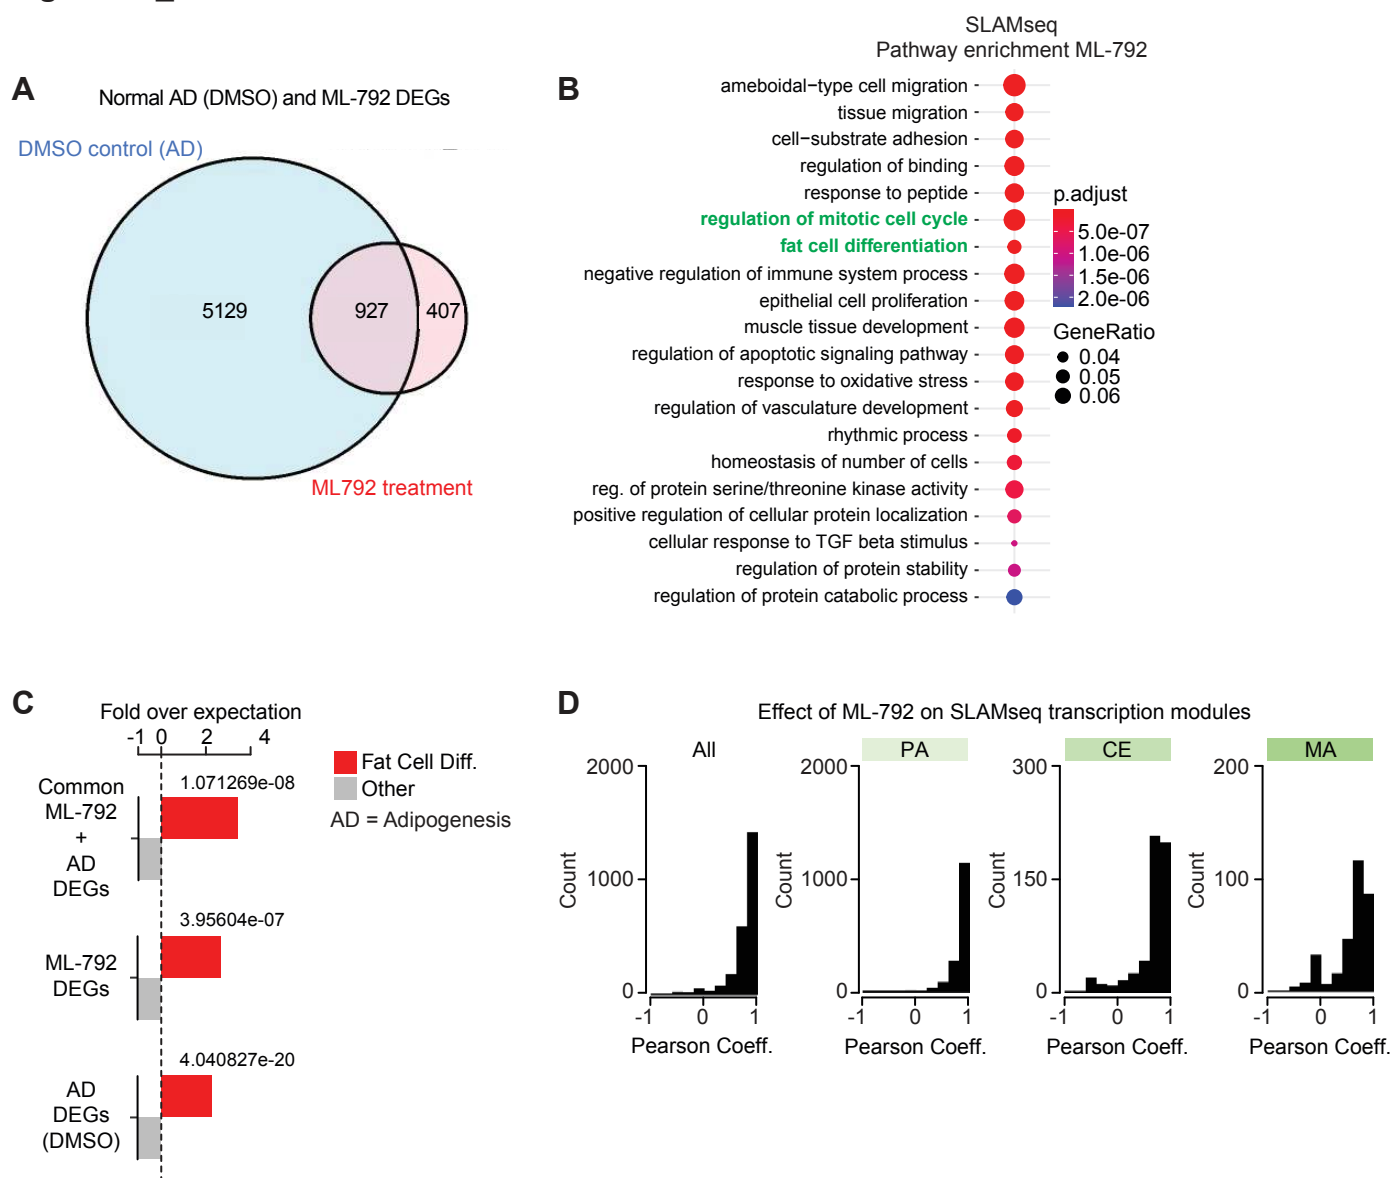 A
Normal AD (DMSO) and ML-792 DEGs
DMSO control (AD)
5129
927
407
ML792 treatment
B
SLAMseq
Pathway enrichment ML-792
ameboidal−type cell migration
tissue migration
cell−substrate adhesion
regulation of binding
response to peptide
regulation of mitotic cell cycle
fat cell differentiation
negative regulation of immune system process
epithelial cell proliferation
muscle tissue development
regulation of apoptotic signaling pathway
response to oxidative stress
regulation of vasculature development
rhythmic process
homeostasis of number of cells
reg. of protein serine/threonine kinase activity
positive regulation of cellular protein localization
cellular response to TGF beta stimulus
regulation of protein stability
regulation of protein catabolic process
p.adjust
5.0e-07
1.0e-06
1.5e-06
2.0e-06
GeneRatio
0.04
0.05
0.06
C
Fold over expectation
-1 0 2 4
Common
ML-792
+
AD
DEGs
1.071269e-08
ML-792
DEGs
3.95604e-07
AD
DEGs
(DMSO)
4.040827e-20
Fat Cell Diff.
Other
AD = Adipogenesis
D
Effect of ML-792 on SLAMseq transcription modules
All
2000
1000
0
Count
-1 0 1
Pearson Coeff.
PA
2000
1000
0
Count
-1 0 1
Pearson Coeff.
CE
300
150
0
Count
-1 0 1
Pearson Coeff.
MA
200
100
0
Count
-1 0 1
Pearson Coeff.